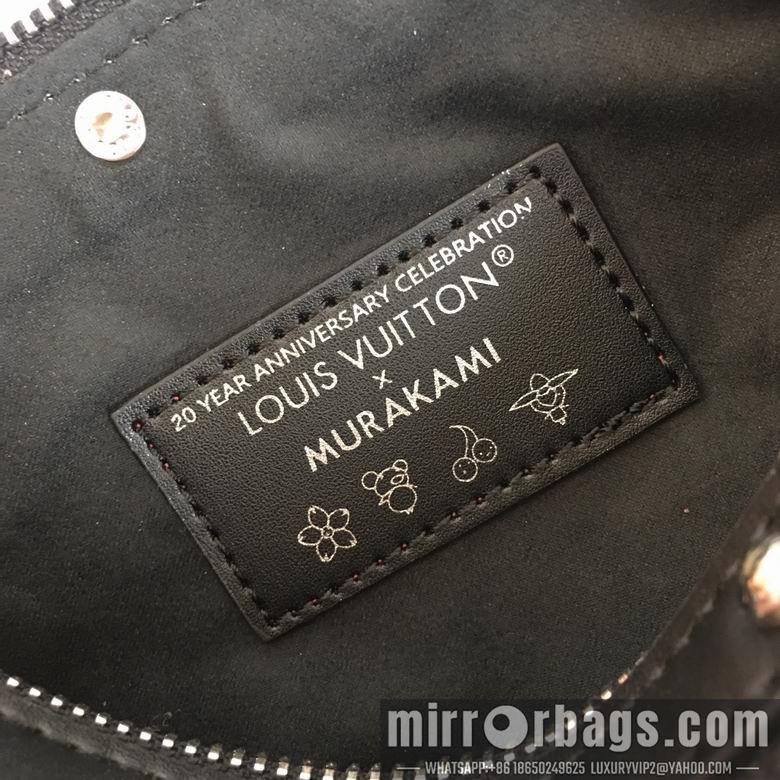 20 YEAR ANNIVERSARY CELEBRATION
LOUIS VUITTON®
×
MURAKAMI
mirrorbags.com
WHATSAPP:+86 18650249625 LUXURYVIP2@YAHOO.COM